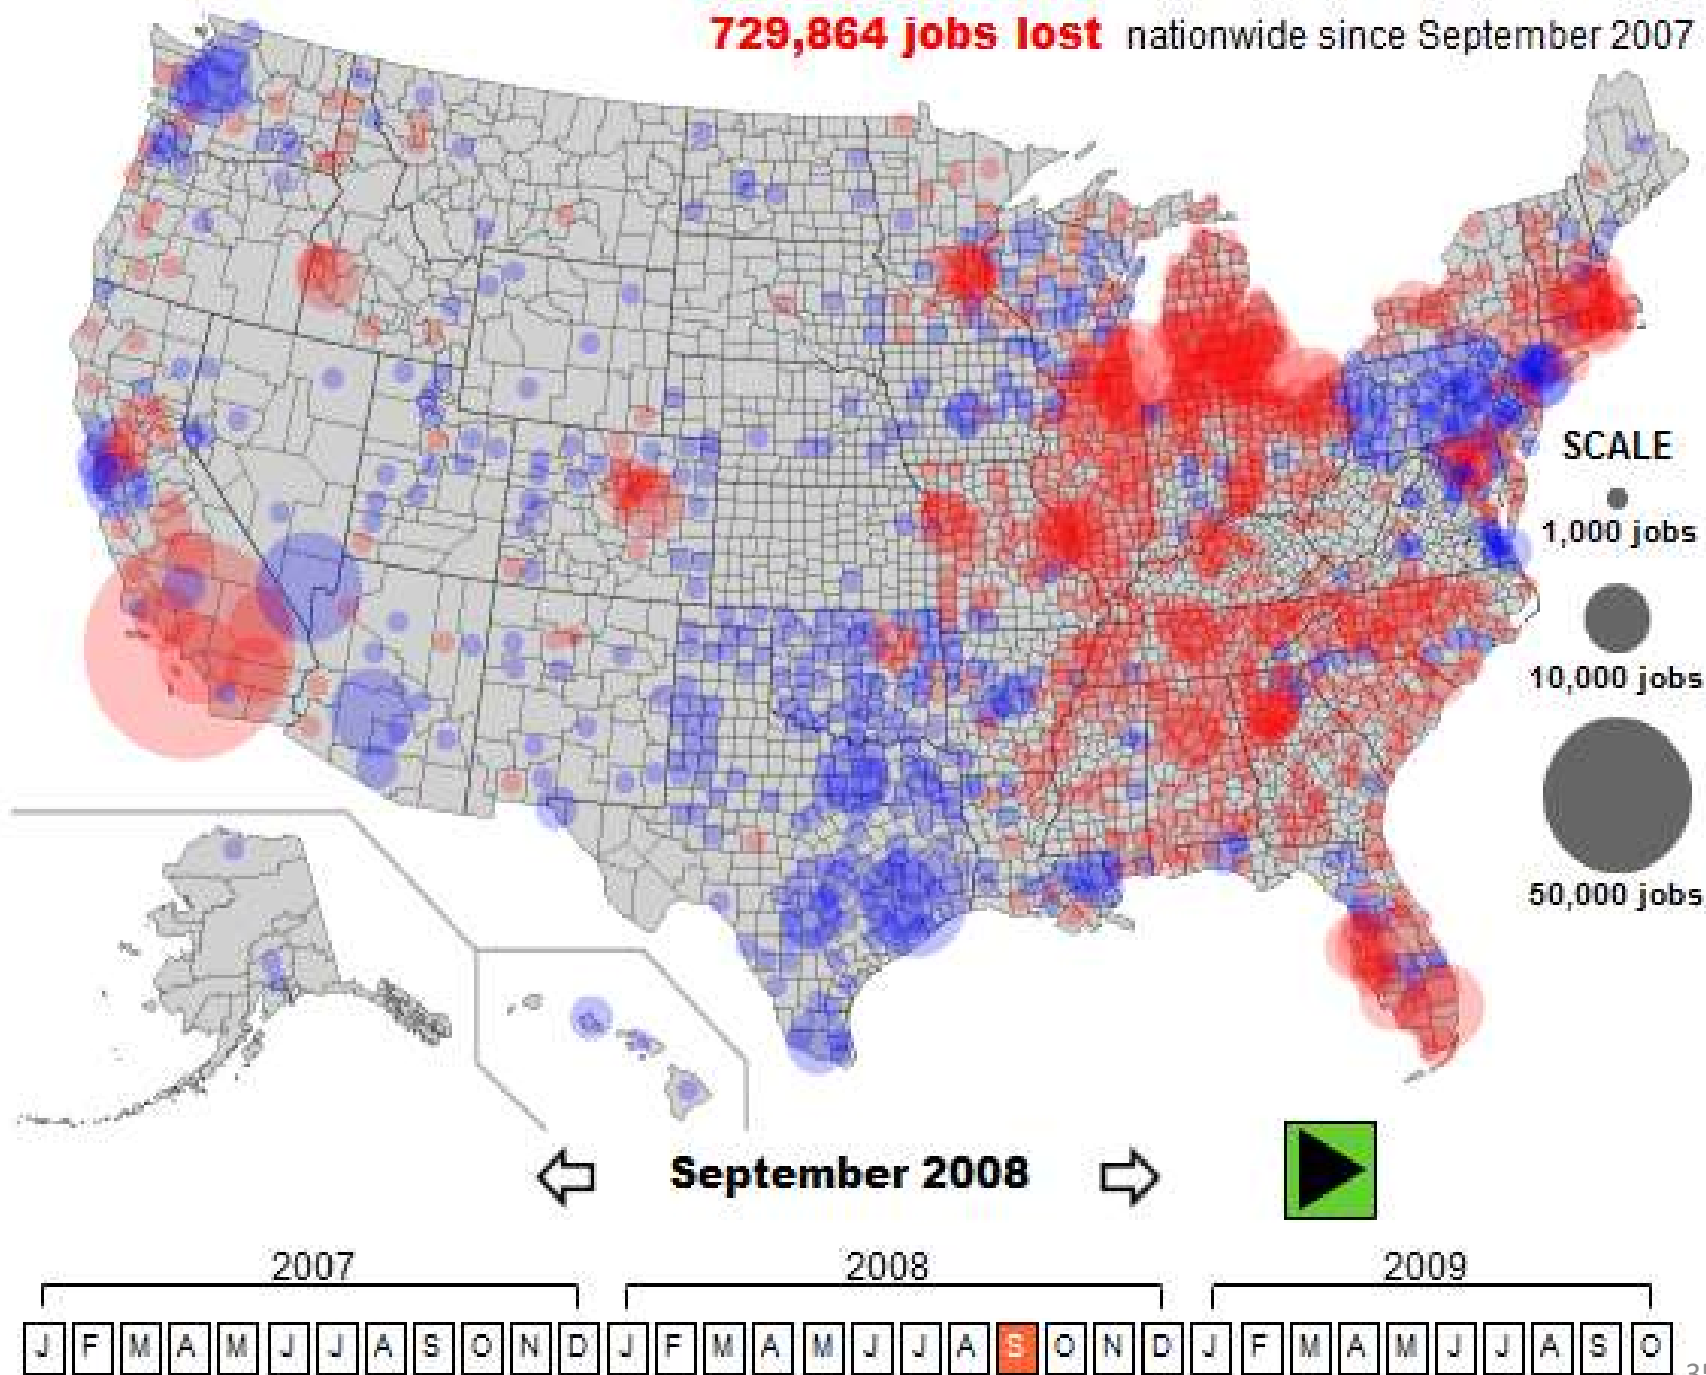 729,864 jobs lost nationwide since September 2007
SCALE
1,000 jobs
10,000 jobs
50,000 jobs
September 2008
2007 2008 2009
J F M A M J J A S O N D J F M A M J J A S O N D J F M A M J J A S O